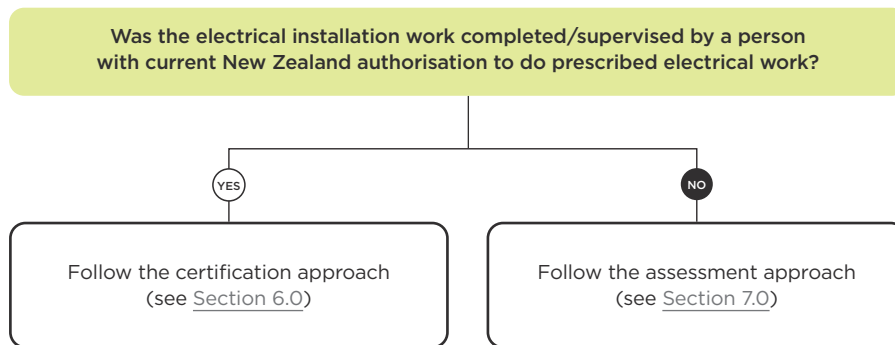 Was the electrical installation work completed/supervised by a person
with current New Zealand authorisation to do prescribed electrical work?
YES
NO
Follow the certification approach
(see Section 6.0)
Follow the assessment approach
(see Section 7.0)